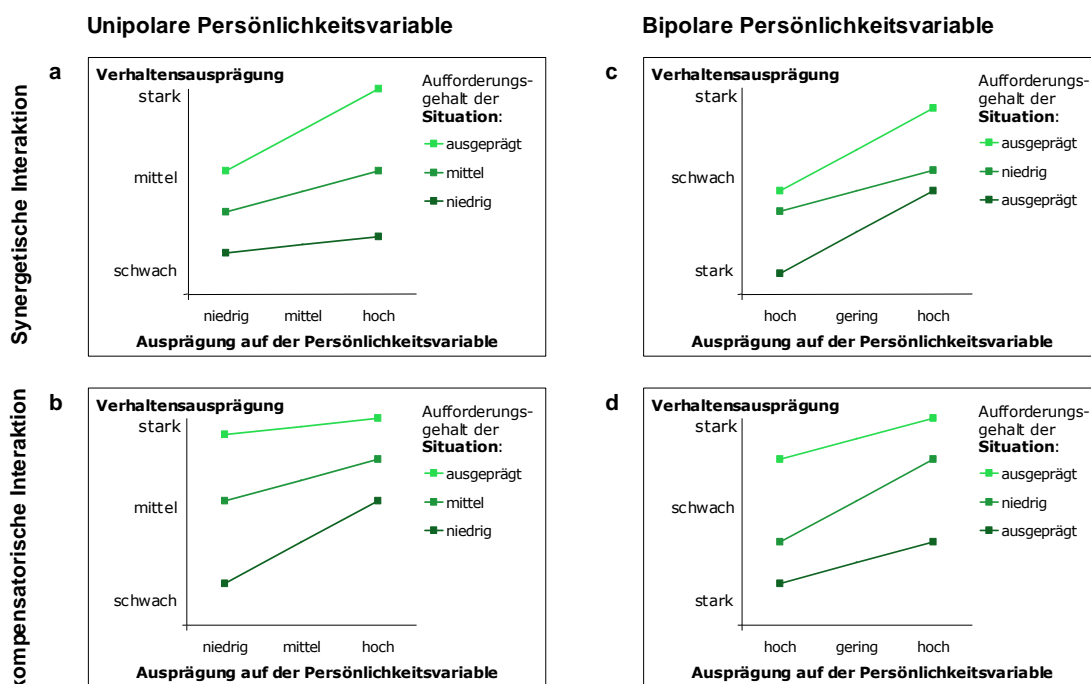 Unipolare Persönlichkeitsvariable
Bipolare Persönlichkeitsvariable
Synergetische Interaktion
a
Verhaltensausprägung
stark
mittel
schwach
niedrig mittel hoch
Ausprägung auf der Persönlichkeitsvariable
Aufforderungs-
gehalt der
Situation:
ausgeprägt
mittel
niedrig
c
Verhaltensausprägung
stark
schwach
stark
hoch gering hoch
Ausprägung auf der Persönlichkeitsvariable
Aufforderungs-
gehalt der
Situation:
ausgeprägt
niedrig
ausgeprägt
kompensatorische Interaktion
b
Verhaltensausprägung
stark
mittel
schwach
niedrig mittel hoch
Ausprägung auf der Persönlichkeitsvariable
Aufforderungs-
gehalt der
Situation:
ausgeprägt
mittel
niedrig
d
Verhaltensausprägung
stark
schwach
stark
hoch gering hoch
Ausprägung auf der Persönlichkeitsvariable
Aufforderungs-
gehalt der
Situation:
ausgeprägt
niedrig
ausgeprägt